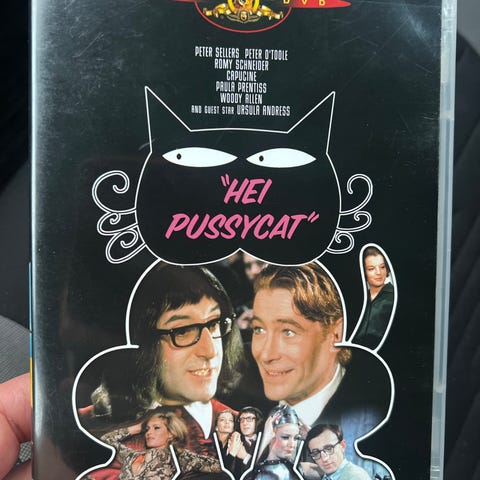 DVD
PETER SELLERS PETER O'TOOLE
ROMY SCHNEIDER
CAPUCINE
PAULA PRENTISS
WOODY ALLEN
AND GUEST STAR URSULA ANDRESS
"HEI
PUSSYCAT"